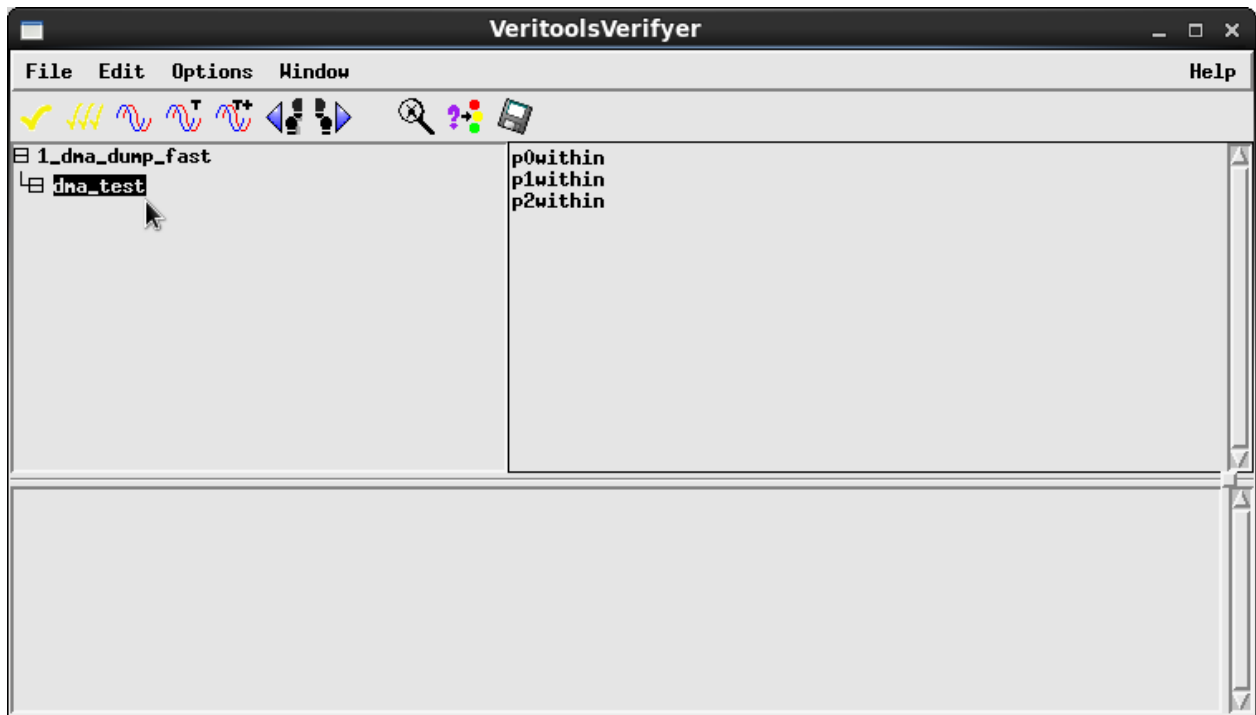 VeritoolsVerifyer
File Edit Options Window Help
T T+
1_dma_dump_fast
dma_test
p0within
p1within
p2within